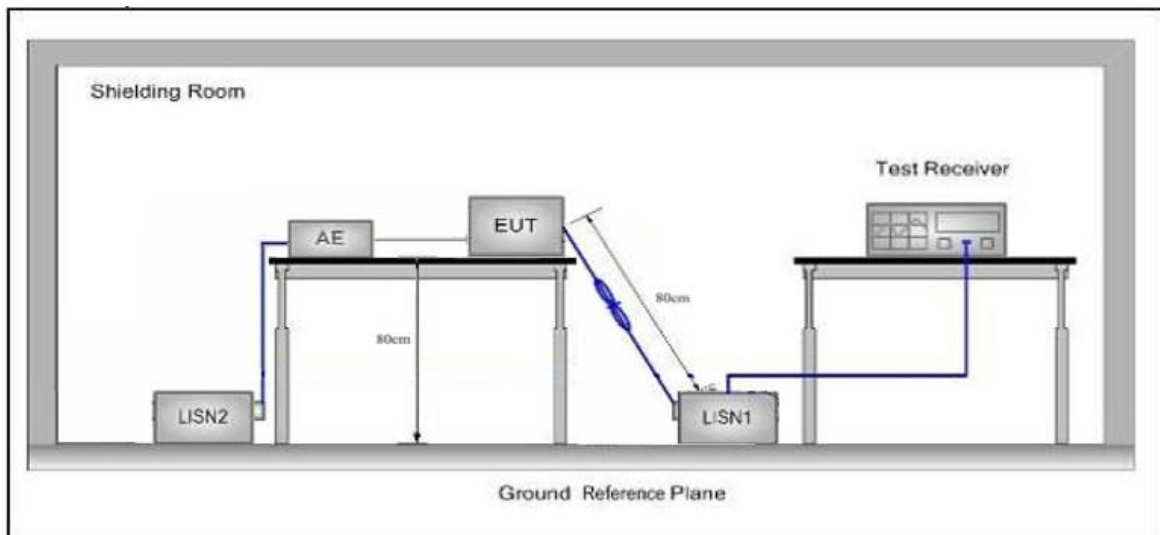 Shielding Room
Test Receiver
EUT
AE
80cm
80cm
LISN2
LISN1
Ground Reference Plane